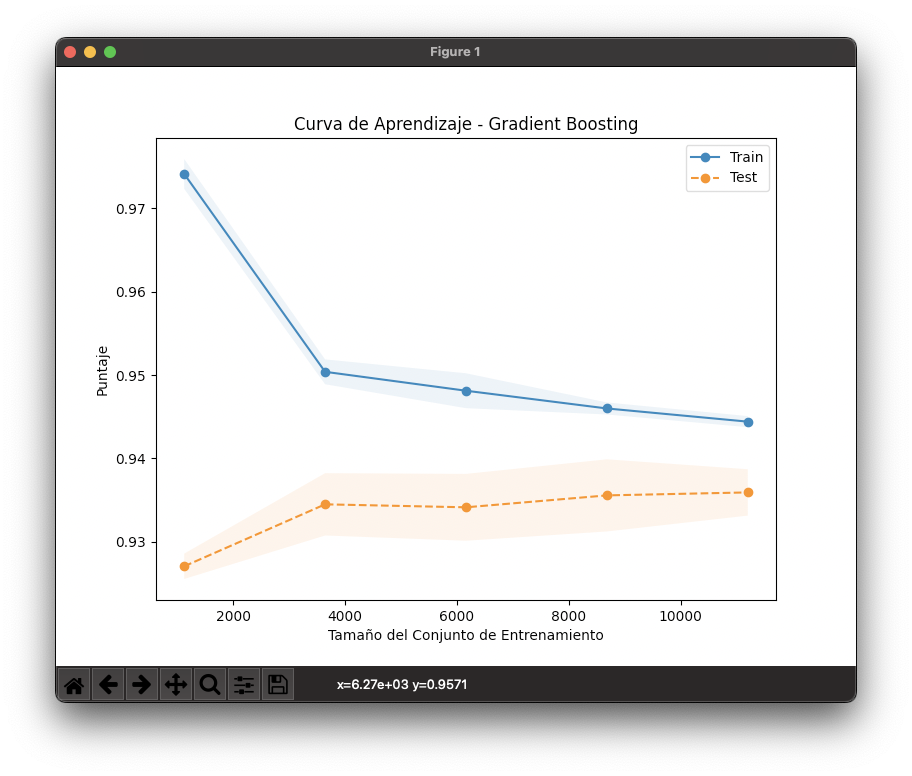 Figure 1
Curva de Aprendizaje - Gradient Boosting
Train
Test
0.97
0.96
0.95
0.94
0.93
Puntaje
2000 4000 6000 8000 10000
Tamaño del Conjunto de Entrenamiento
x=6.27e+03 y=0.9571